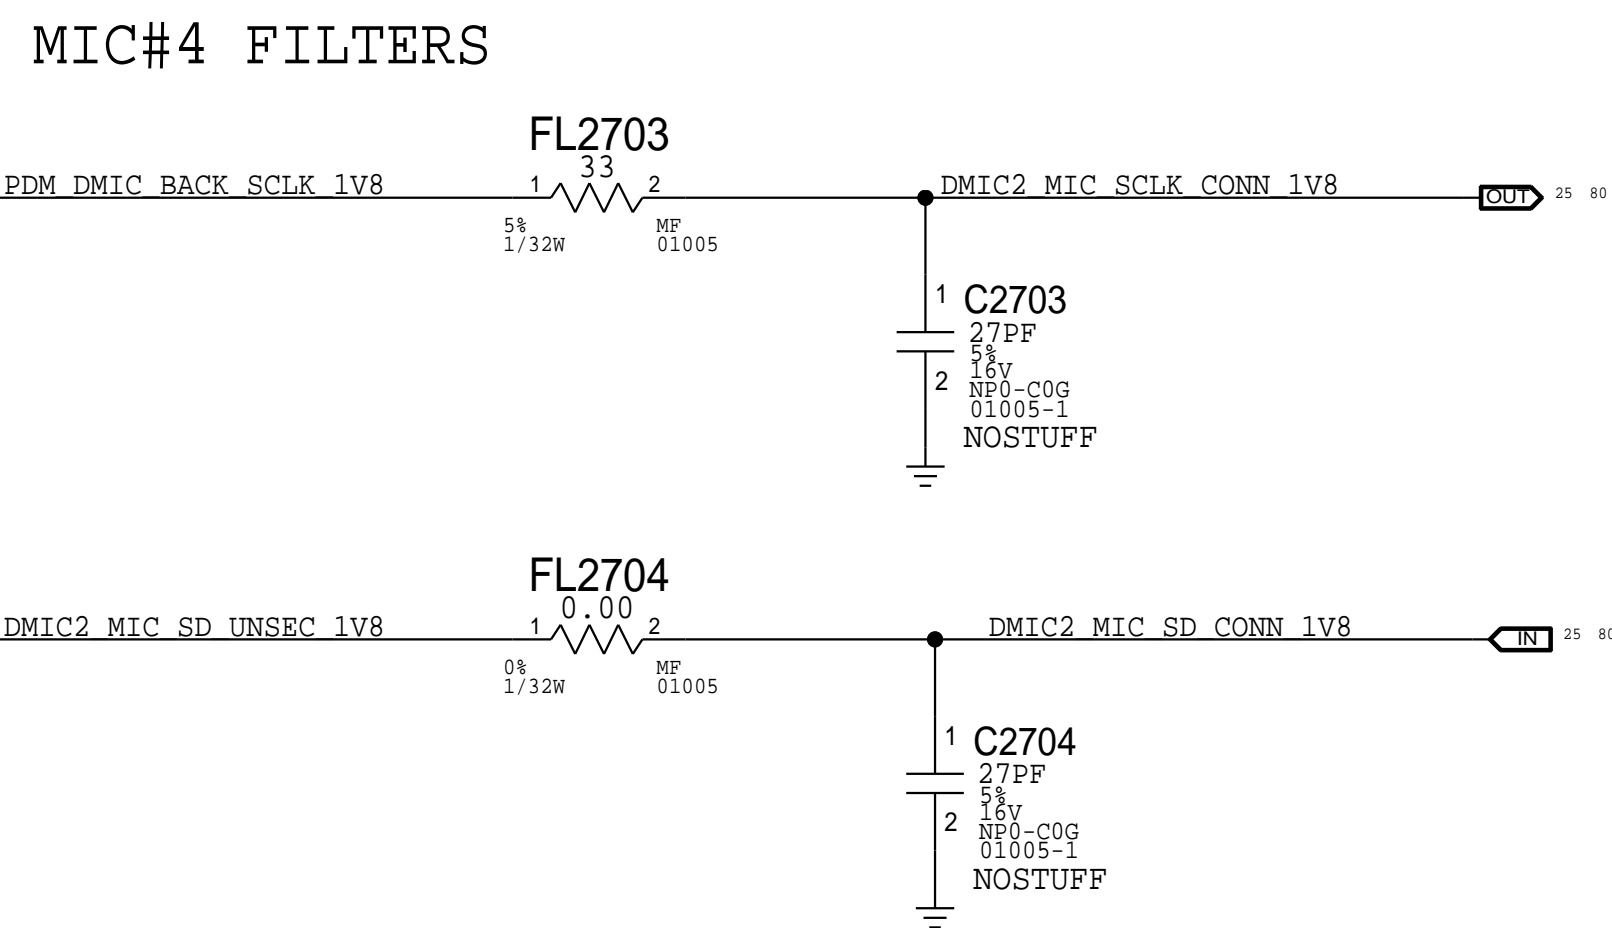 MIC#4 FILTERS
FL2703
33
PDM_DMIC_BACK_SCLK_1V8
1
2
DMIC2_MIC_SCLK_CONN_1V8
OUT
25 80
5%
MF
1/32W
01005
1
C2703
27PF
5%
16V
2
NP0-C0G
01005-1
NOSTUFF
FL2704
0.00
DMIC2_MIC_SD_UNSEC_1V8
1
2
DMIC2_MIC_SD_CONN_1V8
IN
25 80
0%
MF
1/32W
01005
1
C2704
27PF
5%
16V
2
NP0-C0G
01005-1
NOSTUFF